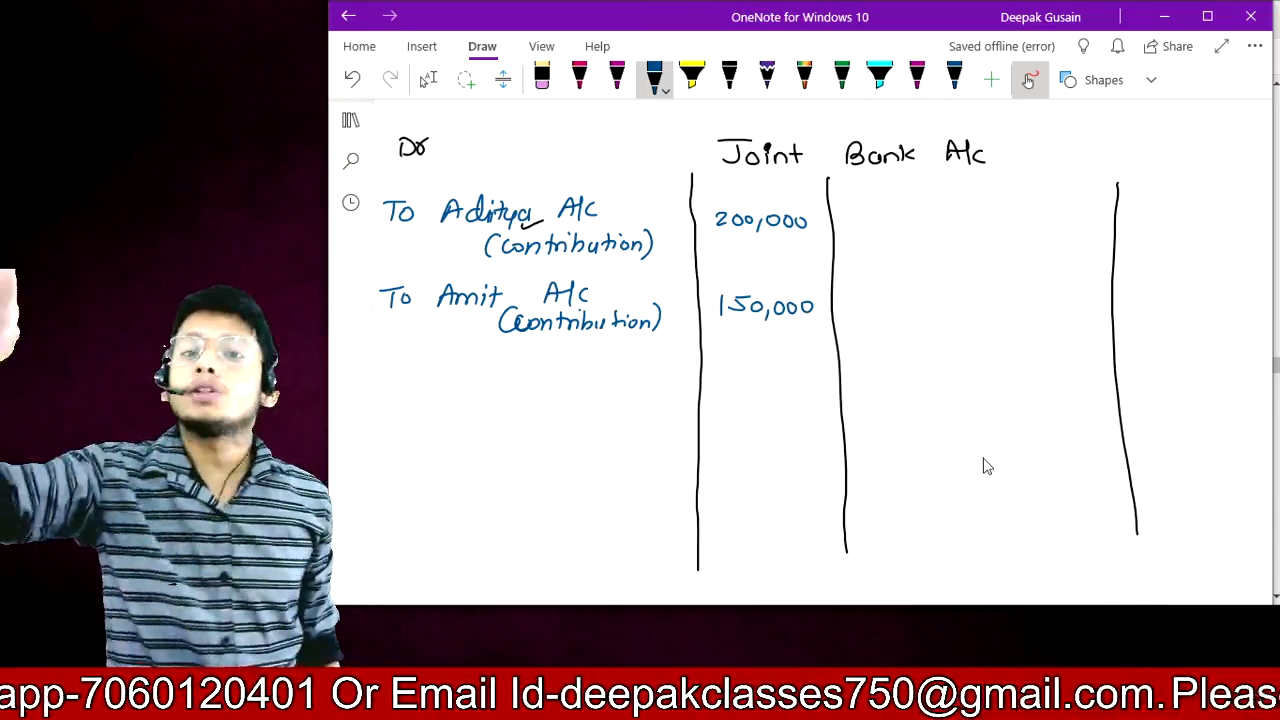 OneNote for Windows 10
Deepak Gusain
Home Insert Draw View Help
Saved offline (error)
Share
Shapes
Dr
Joint Bank A/c
To Aditya A/c 200,000
(contribution)
To Amit A/c 150,000
(contribution)
app-7060120401 Or Email Id-deepakclasses750@gmail.com. Pleas